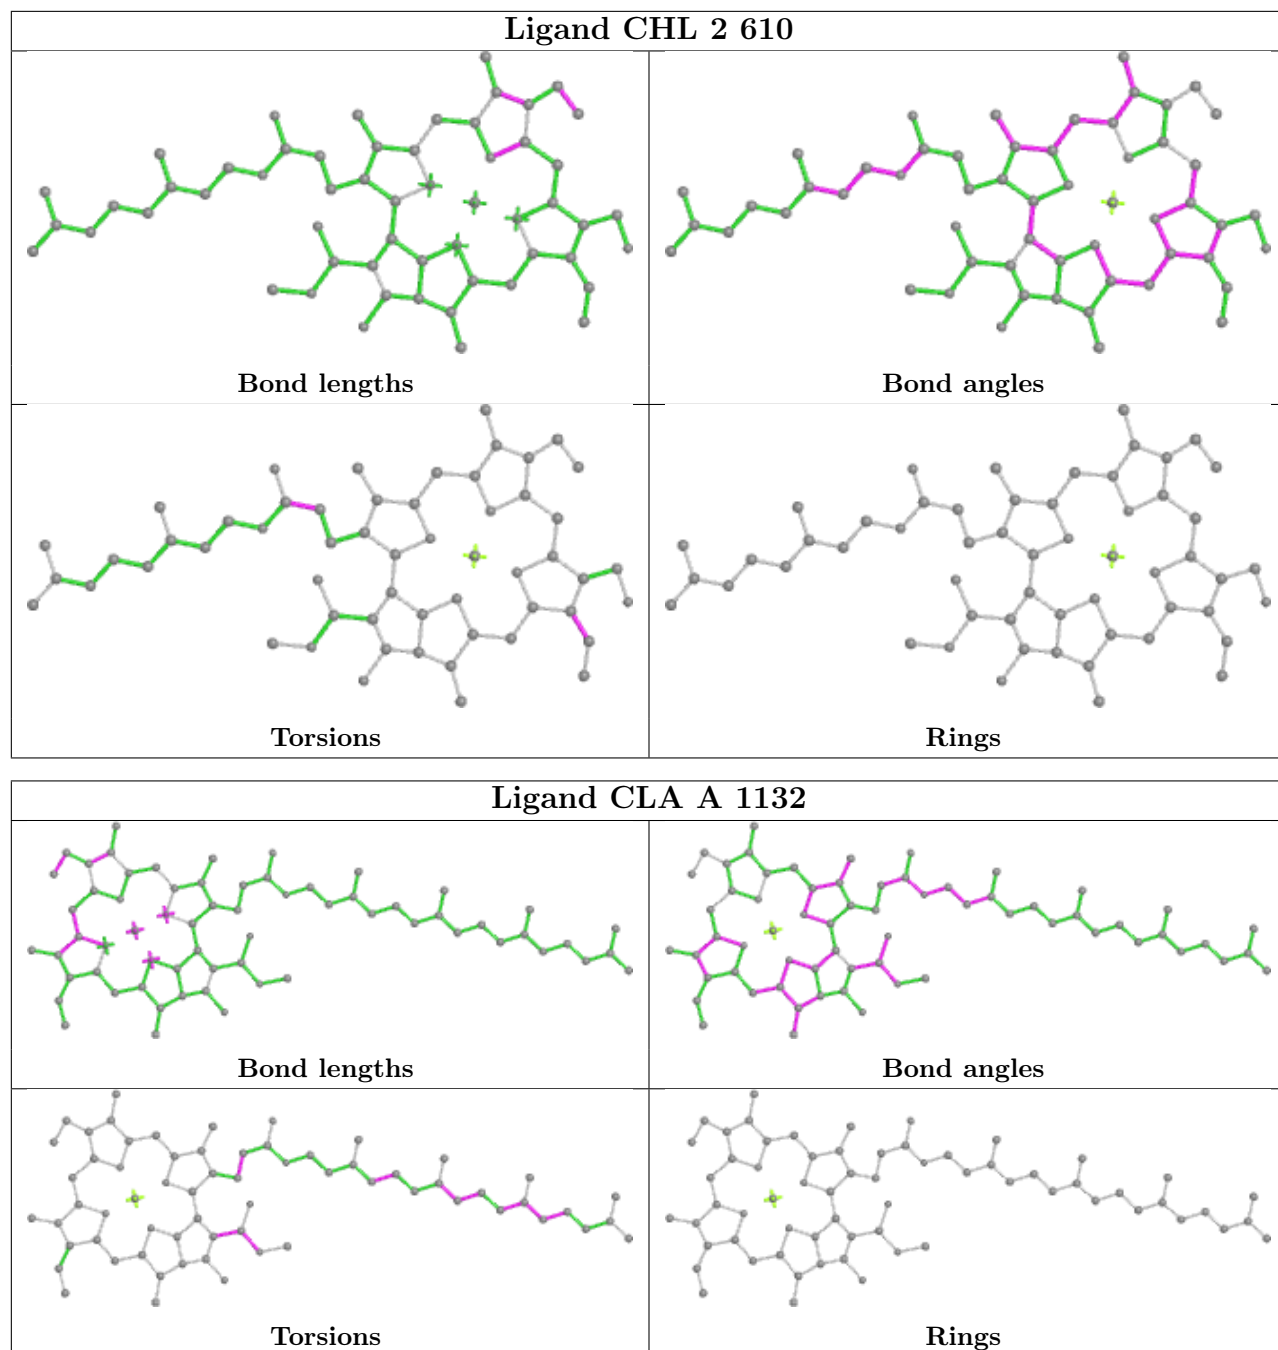 Ligand CHL 2 610
Bond lengths
Bond angles
Torsions
Rings
Ligand CLA A 1132
Bond lengths
Bond angles
Torsions
Rings